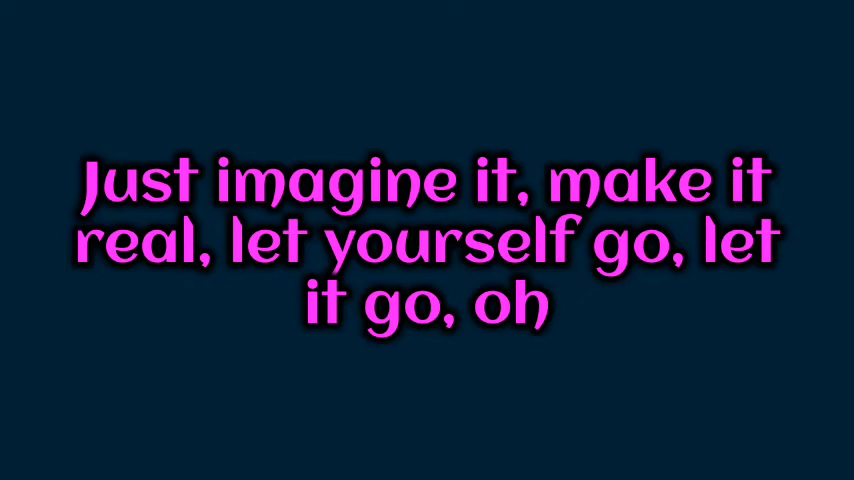 Just imagine it, make it
real, let yourself go, let
it go, oh